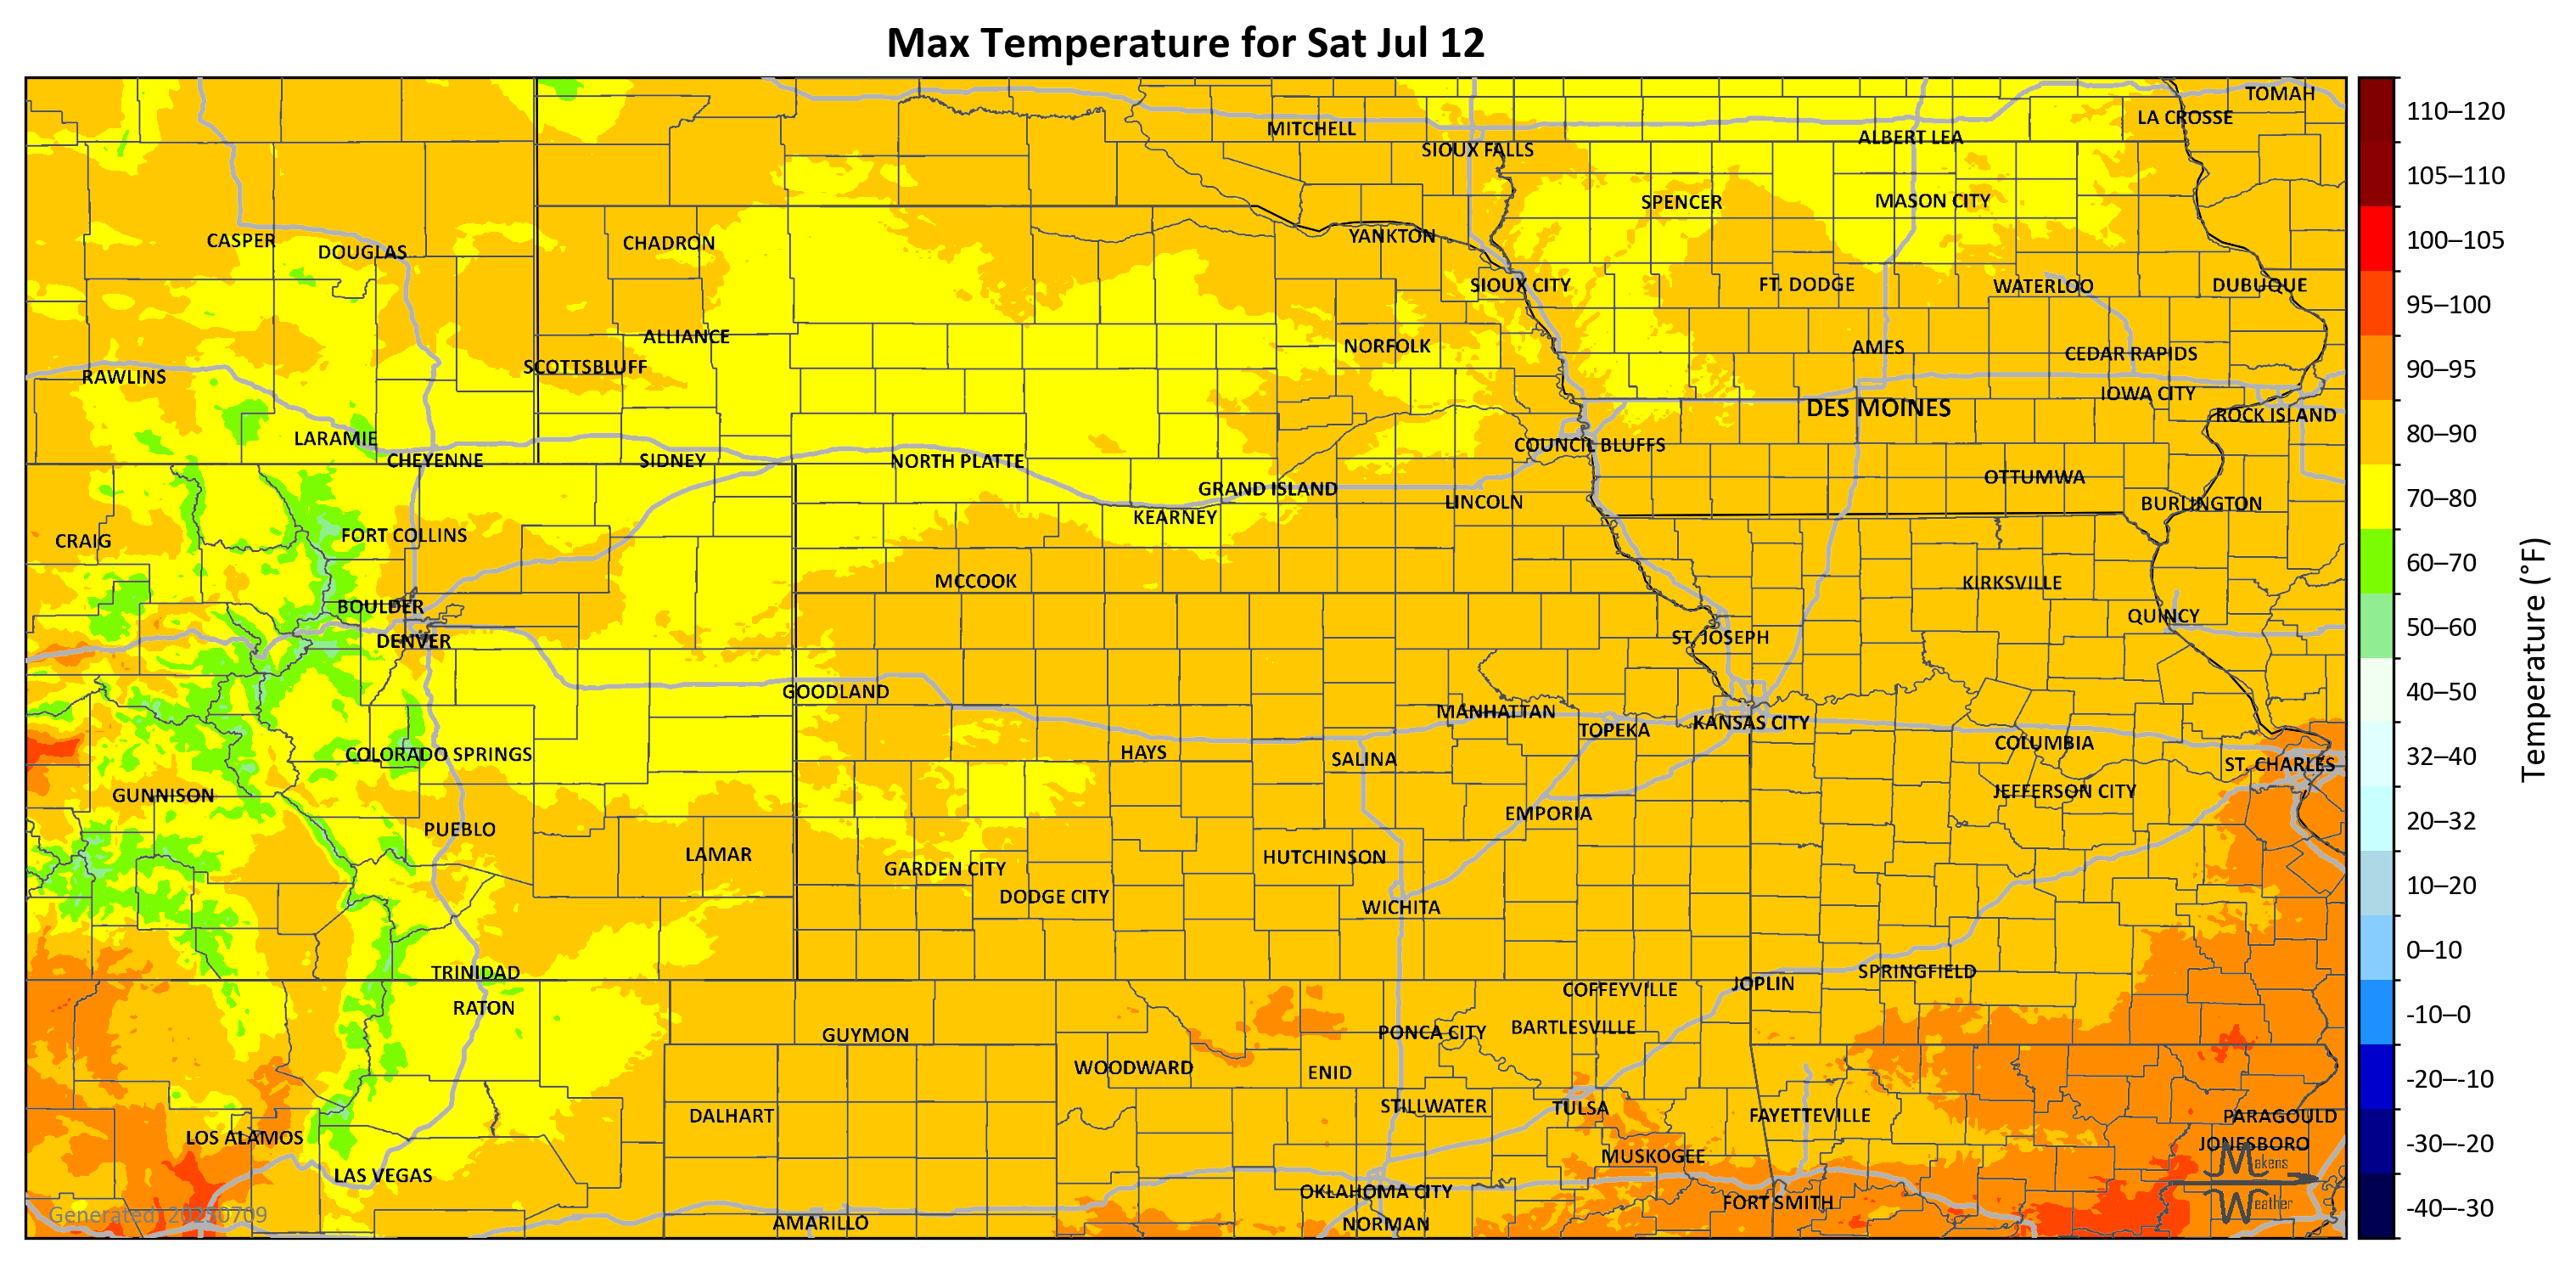 Max Temperature for Sat Jul 12
TOMAH
LA CROSSE
MITCHELL
ALBERT LEA
SIOUX FALLS
SPENCER
MASON CITY
CASPER
DOUGLAS
CHADRON
YANKTON
SIOUX CITY
FT. DODGE
WATERLOO
DUBUQUE
ALLIANCE
NORFOLK
AMES
CEDAR RAPIDS
SCOTTSBLUFF
RAWLINS
IOWA CITY
DES MOINES
ROCK ISLAND
LARAMIE
COUNCIL BLUFFS
CHEYENNE
SIDNEY
NORTH PLATTE
OTTUMWA
GRAND ISLAND
LINCOLN
BURLINGTON
KEARNEY
CRAIG
FORT COLLINS
MCCOOK
KIRKSVILLE
BOULDER
QUINCY
DENVER
ST. JOSEPH
GOODLAND
MANHATTAN
TOPEKA
KANSAS CITY
COLUMBIA
COLORADO SPRINGS
HAYS
SALINA
ST. CHARLES
GUNNISON
JEFFERSON CITY
EMPORIA
PUEBLO
LAMAR
HUTCHINSON
GARDEN CITY
DODGE CITY
WICHITA
TRINIDAD
SPRINGFIELD
JOPLIN
COFFEYVILLE
RATON
GUYMON
PONCA CITY
BARTLESVILLE
WOODWARD
ENID
DALHART
STILLWATER
TULSA
FAYETTEVILLE
PARAGOULD
LOS ALAMOS
JONESBORO
MUSKOGEE
LAS VEGAS
OKLAHOMA CITY
FORT SMITH
AMARILLO
NORMAN
Generated: 20250709
Makens
Weather
110–120
105–110
100–105
95–100
90–95
80–90
70–80
60–70
50–60
40–50
32–40
20–32
10–20
0–10
-10–0
-20–-10
-30–-20
-40–-30
Temperature (°F)